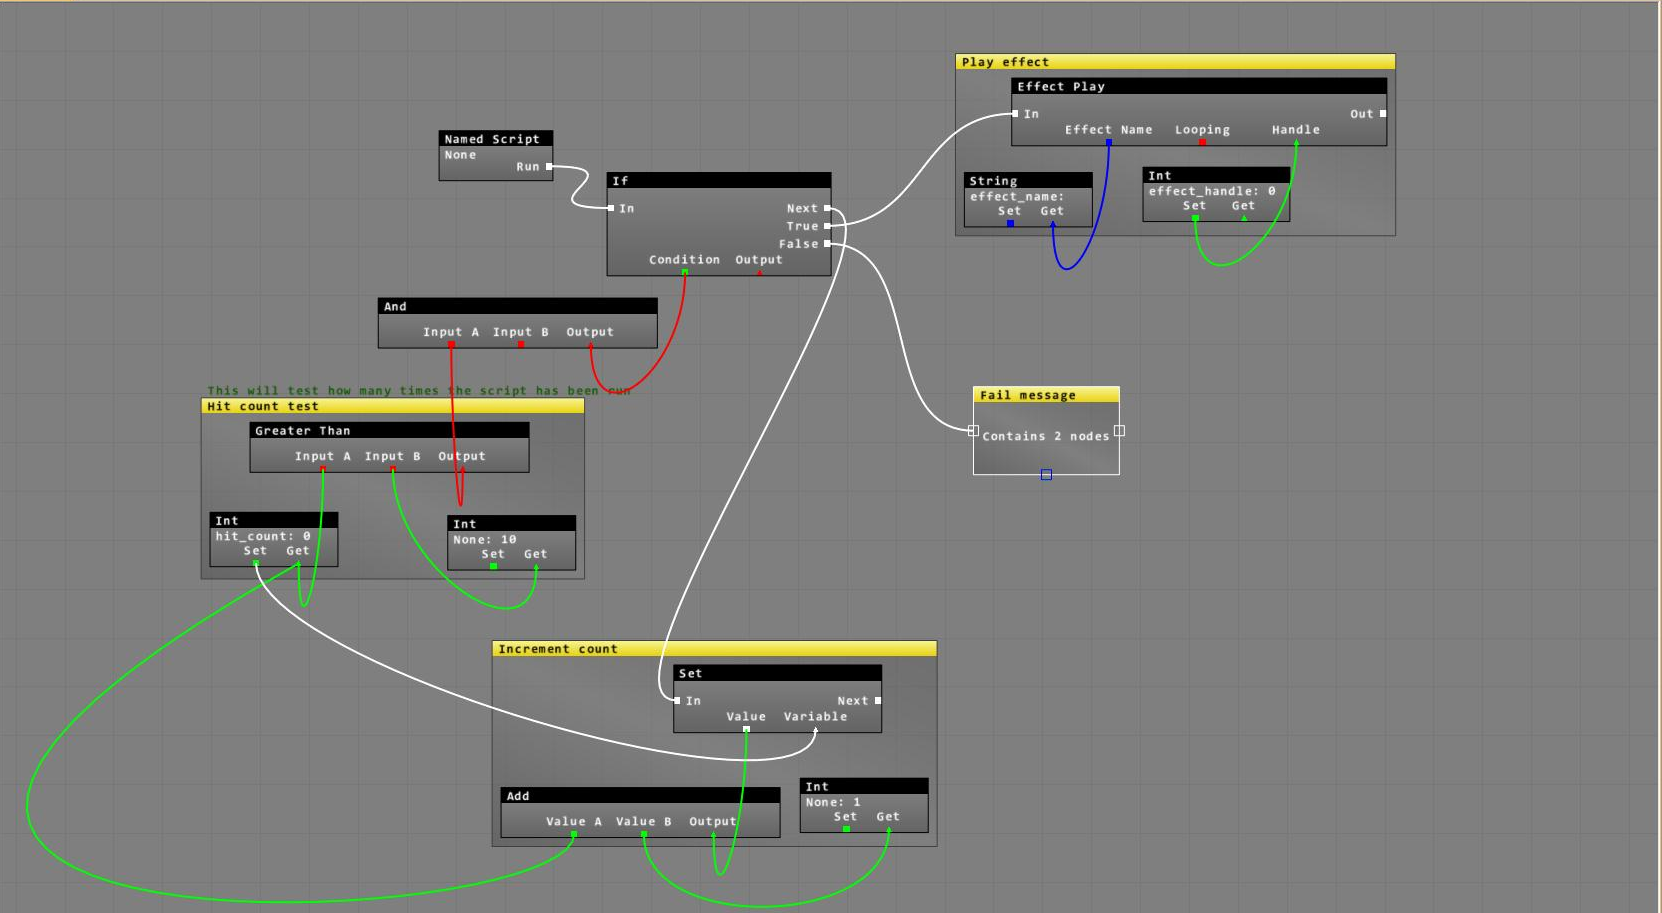 Play effect
Effect Play
In
Out
Effect Name Looping Handle
String
effect_name:
Set Get
Int
effect_handle: 0
Set Get
Named Script
None
Run
If
In
Next
True
False
Condition Output
And
Input A Input B Output
This will test how many times the script has been run
Hit count test
Greater Than
Input A Input B Output
Int
hit_count: 0
Set Get
Int
None: 10
Set Get
Fail message
Contains 2 nodes
Increment count
Set
In
Next
Value Variable
Add
Value A Value B Output
Int
None: 1
Set Get